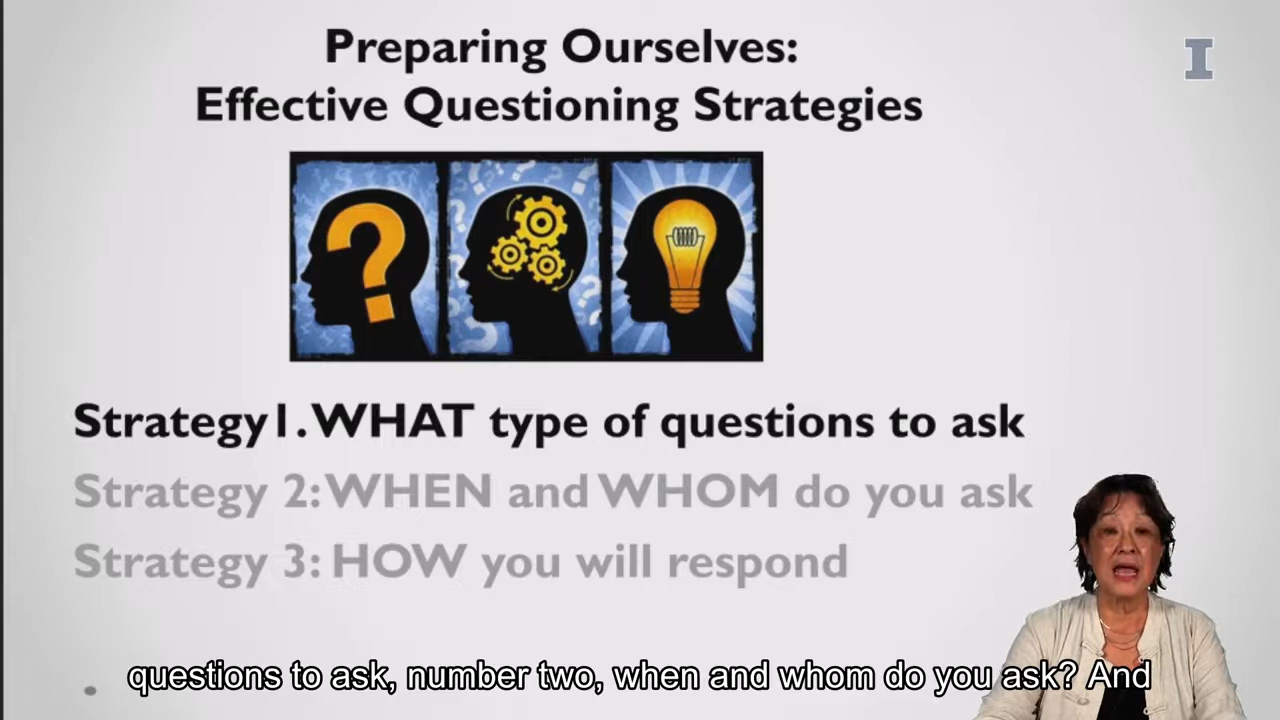 Preparing Ourselves:
Effective Questioning Strategies
I
Strategy1. WHAT type of questions to ask
Strategy 2: WHEN and WHOM do you ask
Strategy 3: HOW you will respond
questions to ask, number two, when and whom do you ask? And